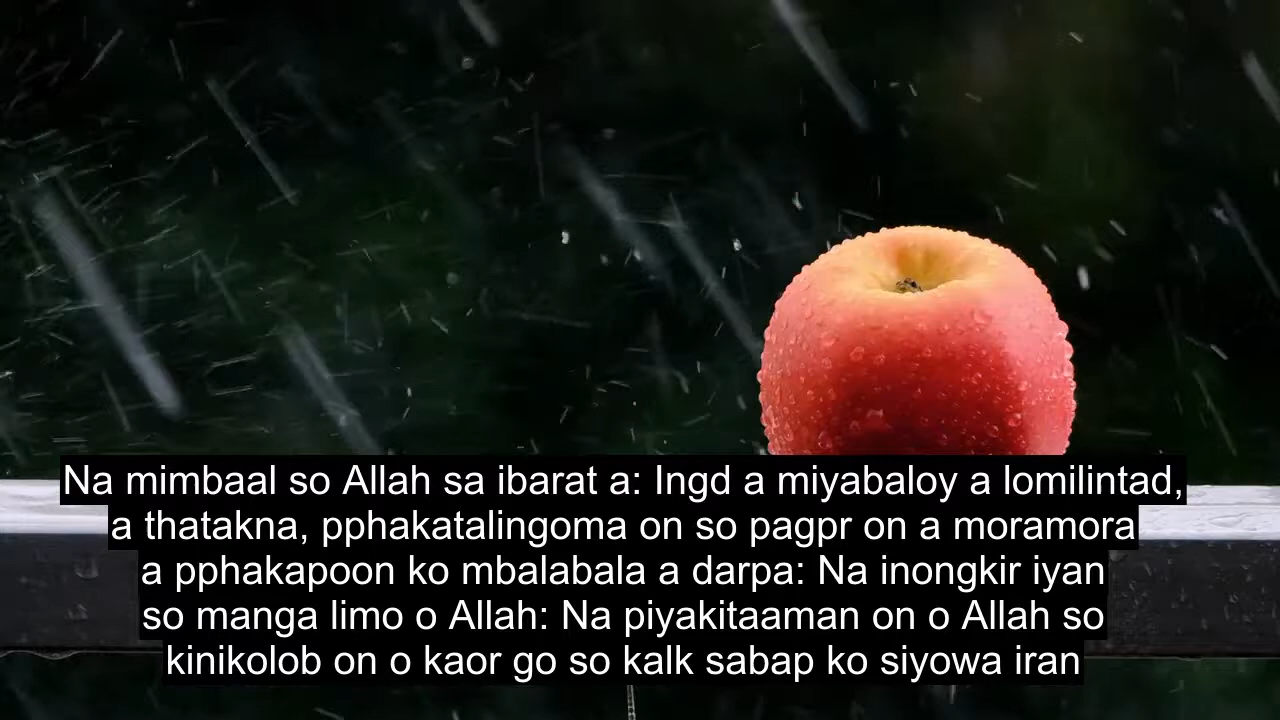 Na mimbaal so Allah sa ibarat a: Ingd a miyabaloy a lomilintad,
a thatakna, pphakatalingoma on so pagpr on a moramora
a pphakapoon ko mbalabala a darpa: Na inongkir iyan
so manga limo o Allah: Na piyakitaaman on o Allah so
kinikolob on o kaor go so kalk sabap ko siyowa iran